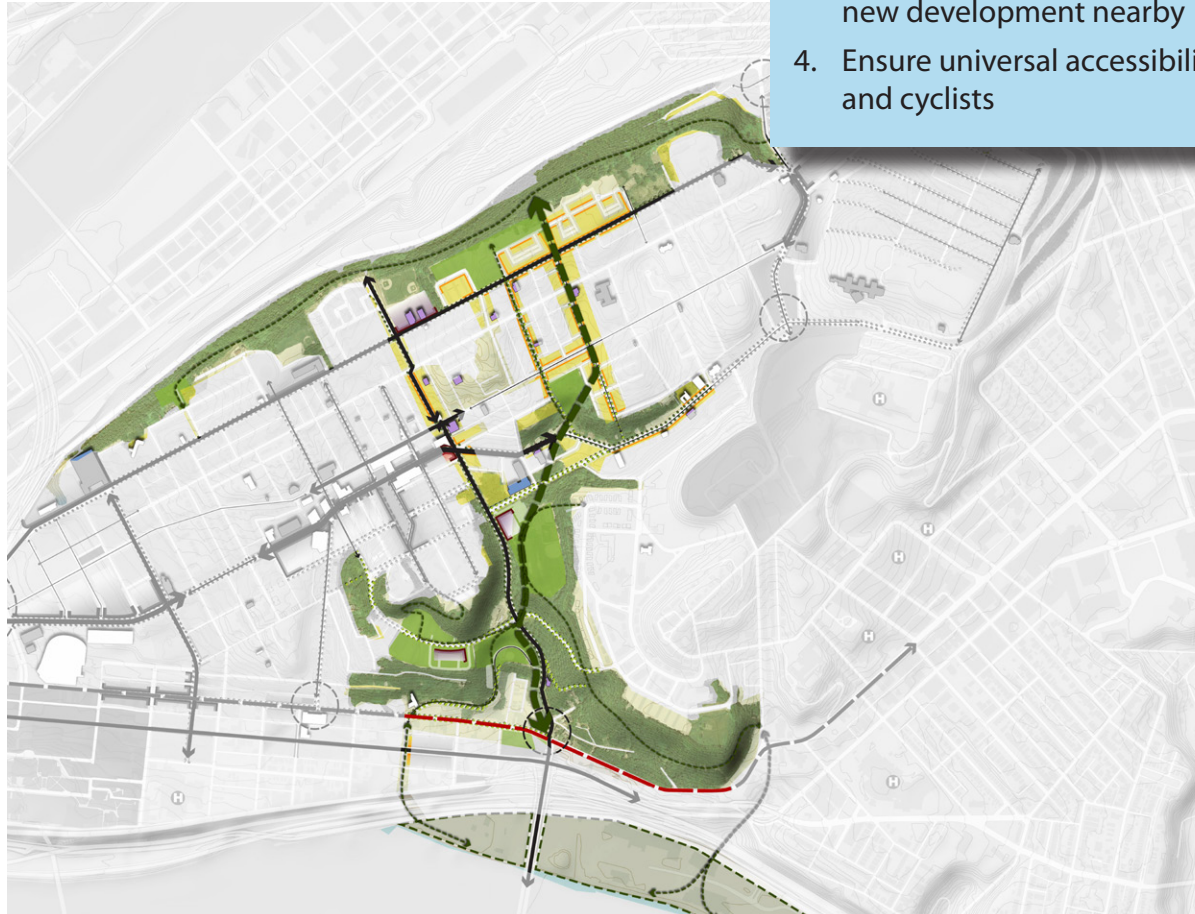 new development nearby
4. Ensure universal accessibili
and cyclists
H
H
H
H
H
H